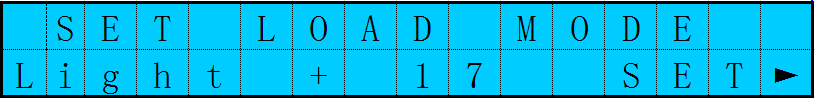 SET LOAD MODE
Light + 17 SET►